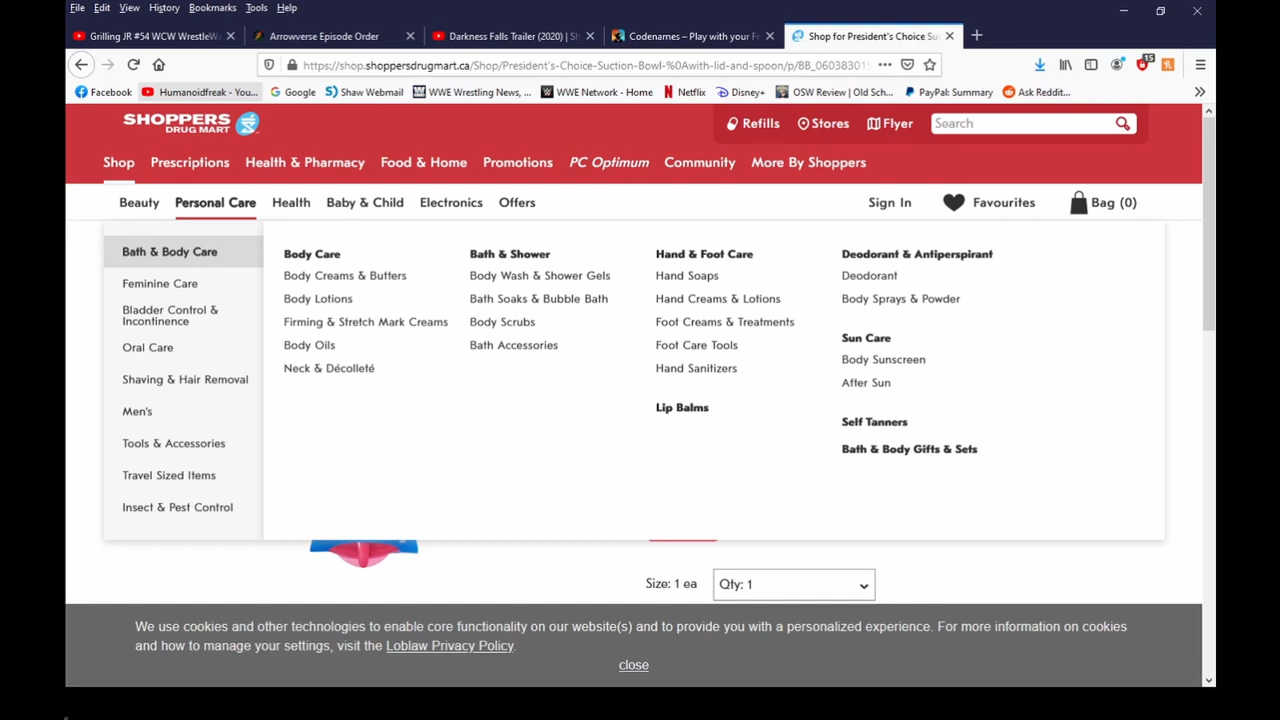 File Edit View History Bookmarks Tools Help
Grilling JR #54 WCW WrestleWa
Arrowverse Episode Order
Darkness Falls Trailer (2020) | Sh
Codenames – Play with your Fr
Shop for President's Choice Su
https://shop.shoppersdrugmart.ca/Shop/President's-Choice-Suction-Bowl-%0Awith-lid-and-spoon/p/BB_060383019
15
Facebook
Humanoidfreak - You...
Google
Shaw Webmail
WWE Wrestling News, ...
WWE Network - Home
Netflix
Disney+
OSW Review | Old Sch...
PayPal: Summary
Ask Reddit...
SHOPPERS
DRUG MART
Refills Stores Flyer Search
Shop Prescriptions Health & Pharmacy Food & Home Promotions PC Optimum Community More By Shoppers
Beauty Personal Care Health Baby & Child Electronics Offers Sign In Favourites Bag (0)
Bath & Body Care
Feminine Care
Bladder Control &
Incontinence
Oral Care
Shaving & Hair Removal
Men's
Tools & Accessories
Travel Sized Items
Insect & Pest Control
Body Care
Body Creams & Butters
Body Lotions
Firming & Stretch Mark Creams
Body Oils
Neck & Décolleté
Bath & Shower
Body Wash & Shower Gels
Bath Soaks & Bubble Bath
Body Scrubs
Bath Accessories
Hand & Foot Care
Hand Soaps
Hand Creams & Lotions
Foot Creams & Treatments
Foot Care Tools
Hand Sanitizers
Lip Balms
Deodorant & Antiperspirant
Deodorant
Body Sprays & Powder
Sun Care
Body Sunscreen
After Sun
Self Tanners
Bath & Body Gifts & Sets
Size: 1 ea Qty: 1
We use cookies and other technologies to enable core functionality on our website(s) and to provide you with a personalized experience. For more information on cookies
and how to manage your settings, visit the Loblaw Privacy Policy.
close